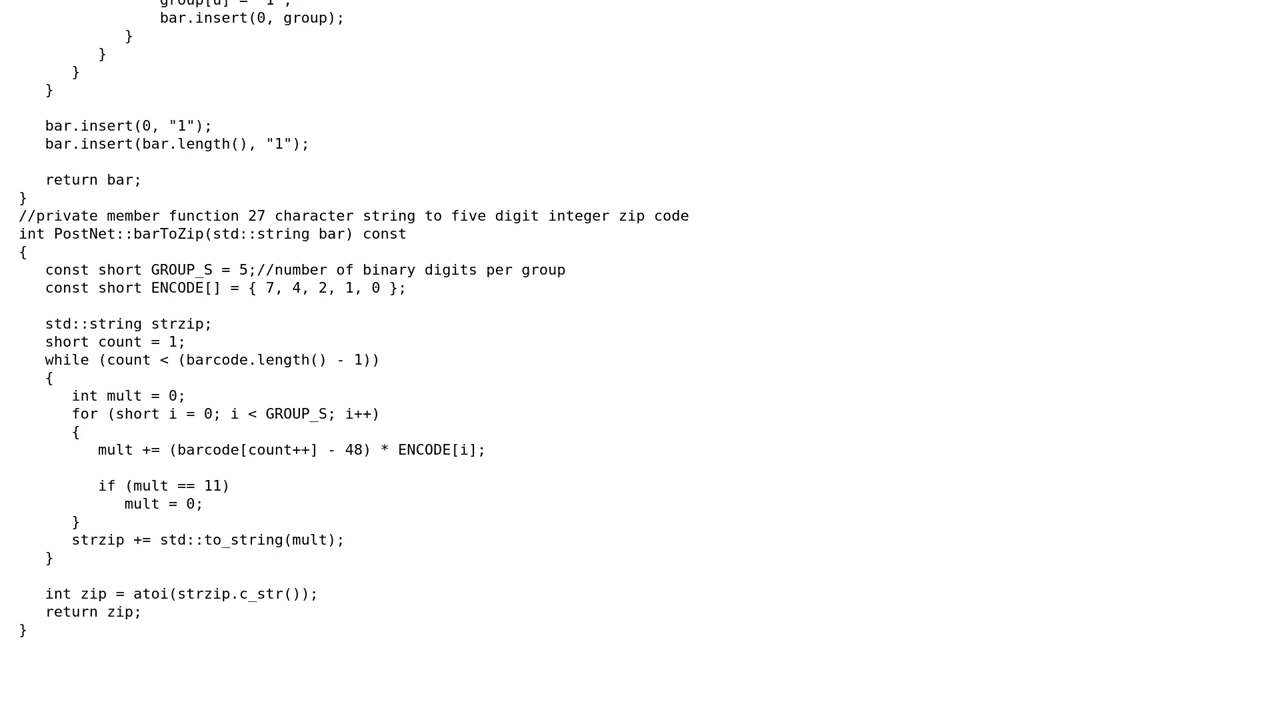 group[u] = "1";
bar.insert(0, group);
}
}
}
}
bar.insert(0, "1");
bar.insert(bar.length(), "1");
return bar;
}
//private member function 27 character string to five digit integer zip code
int PostNet::barToZip(std::string bar) const
{
const short GROUP_S = 5;//number of binary digits per group
const short ENCODE[] = { 7, 4, 2, 1, 0 };
std::string strzip;
short count = 1;
while (count < (barcode.length() - 1))
{
int mult = 0;
for (short i = 0; i < GROUP_S; i++)
{
mult += (barcode[count++] - 48) * ENCODE[i];
if (mult == 11)
mult = 0;
}
strzip += std::to_string(mult);
}
int zip = atoi(strzip.c_str());
return zip;
}